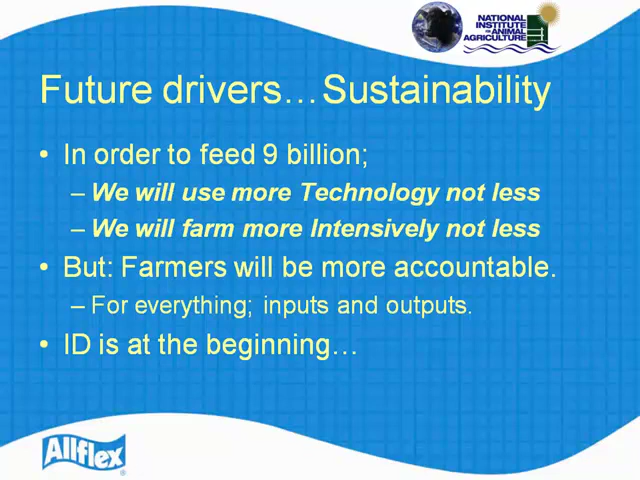 NATIONAL
INSTITUTE
FOR ANIMAL
AGRICULTURE
Future drivers…Sustainability
• In order to feed 9 billion;
– We will use more Technology not less
– We will farm more Intensively not less
• But: Farmers will be more accountable.
– For everything; inputs and outputs.
• ID is at the beginning…
Allflex®